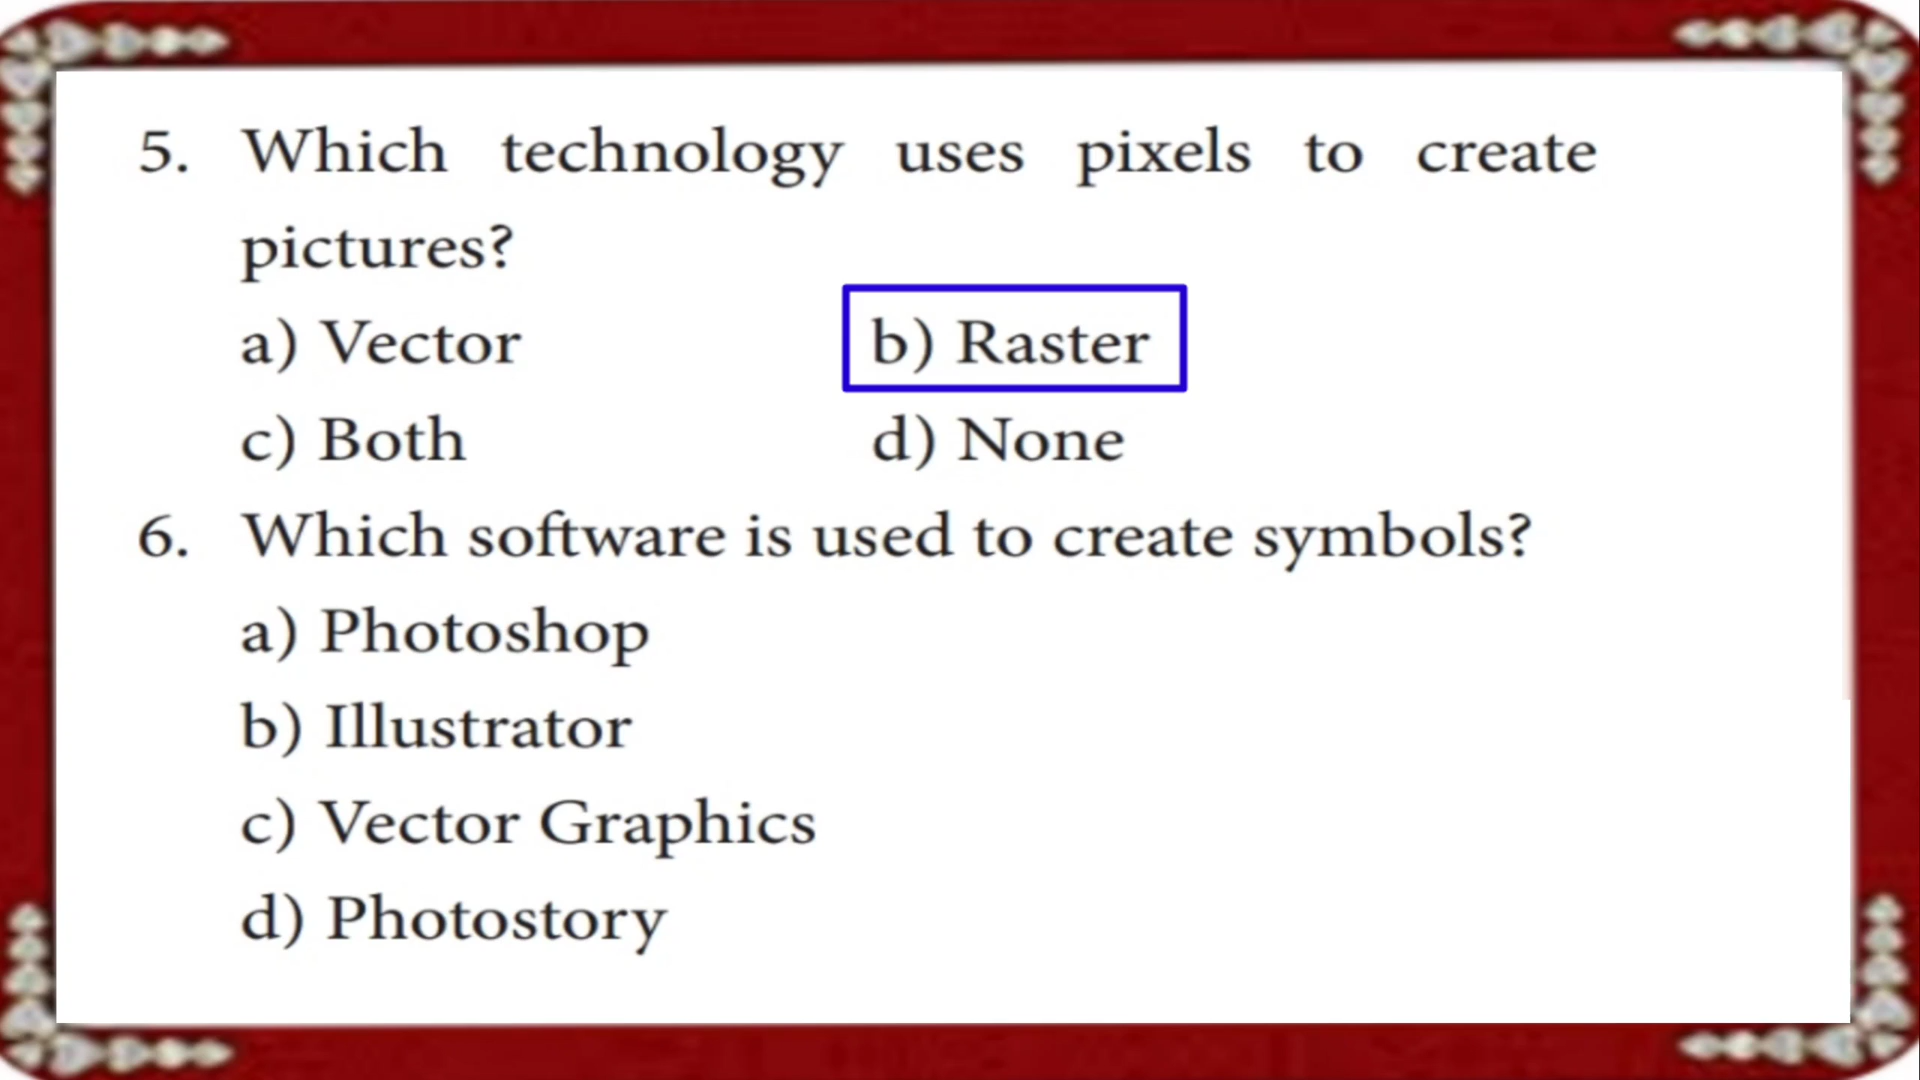 5. Which technology uses pixels to create
pictures?
a) Vector b) Raster
c) Both d) None
6. Which software is used to create symbols?
a) Photoshop
b) Illustrator
c) Vector Graphics
d) Photostory